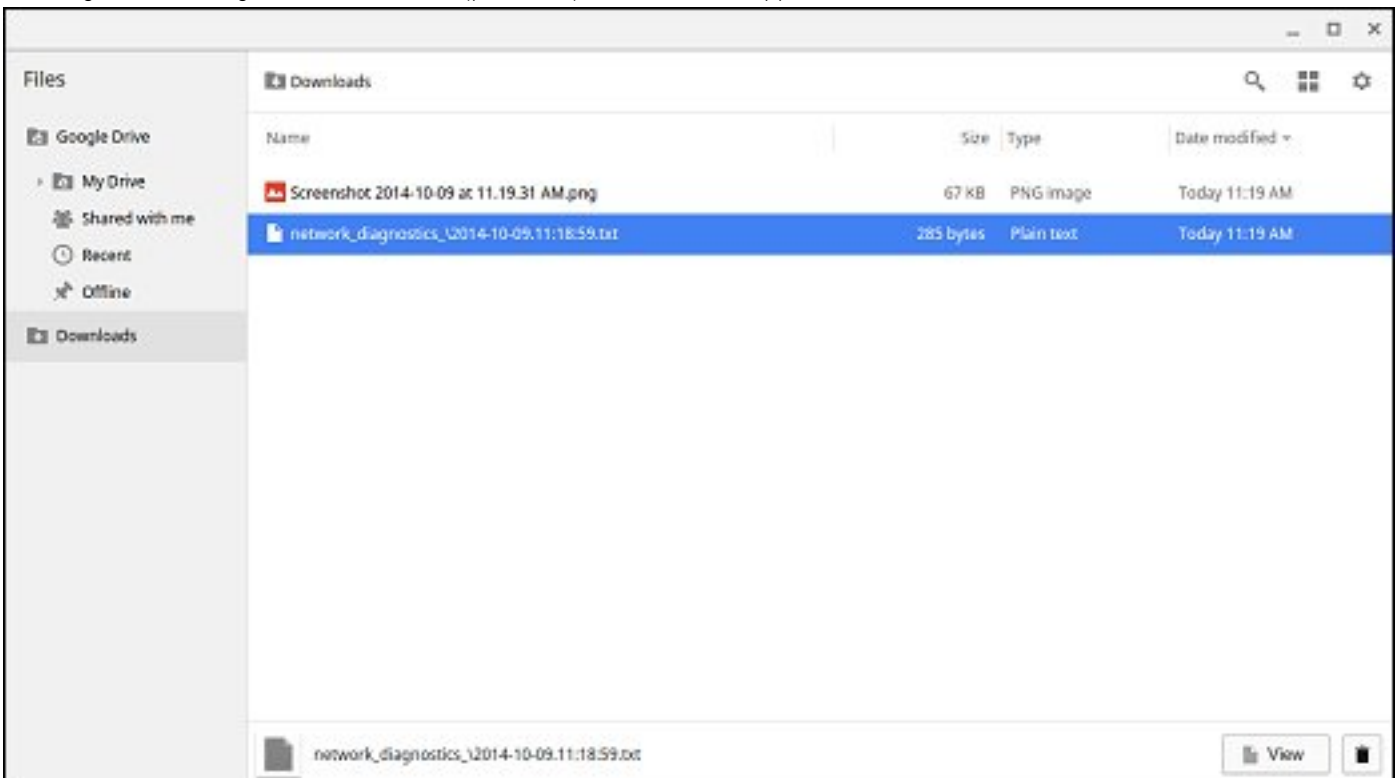 Files
Downloads
Google Drive
My Drive
Shared with me
Recent
Offline
Downloads
Name Size Type Date modified
Screenshot 2014-10-09 at 11.19.31 AM.png 67 KB PNG image Today 11:19 AM
network_diagnostics_\2014-10-09.11:18:59.txt 285 bytes Plain text Today 11:19 AM
network_diagnostics_\2014-10-09.11:18:59.txt View